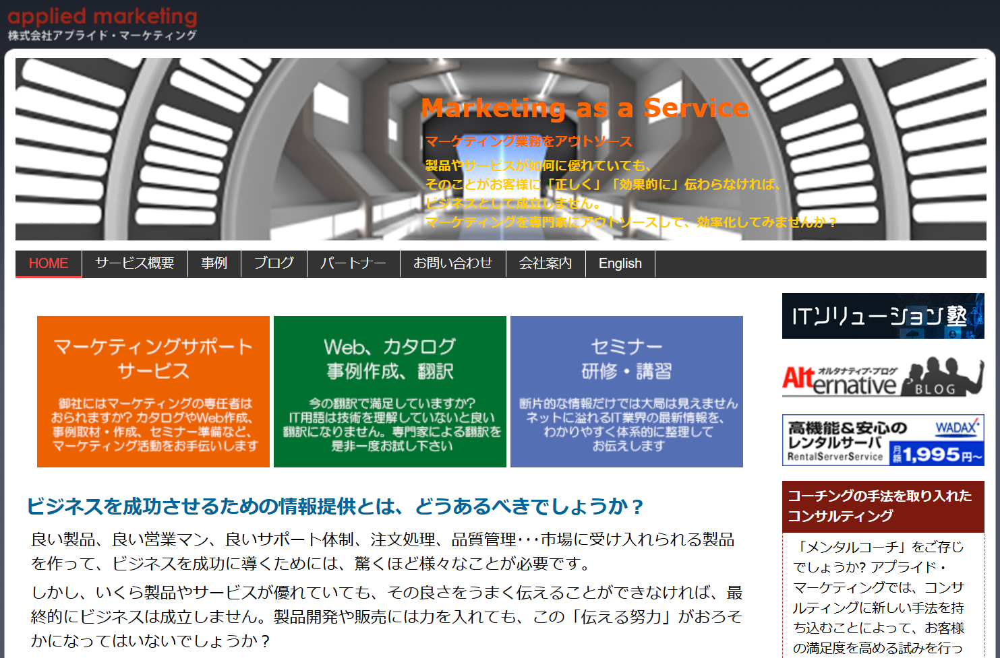 applied marketing
株式会社アプライド・マーケティング
Marketing as a Service
マーケティング業務をアウトソース
製品やサービスが如何に優れていても、
そのことがお客様に「正しく」「効果的に」伝わらなければ、
ビジネスとして成立しません。
マーケティングを専門家にアウトソースして、効率化してみませんか？
HOME サービス概要 事例 ブログ パートナー お問い合わせ 会社案内 English
マーケティングサポート
サービス
御社にはマーケティングの専任者は
おられますか? カタログやWeb作成、
事例取材・作成、セミナー準備など、
マーケティング活動をお手伝いします
Web、カタログ
事例作成、翻訳
今の翻訳で満足していますか?
IT用語は技術を理解していないと良い
翻訳になりません。専門家による翻訳を
是非一度お試し下さい
セミナー
研修・講習
断片的な情報だけでは大局は見えません
ネットに溢れるIT業界の最新情報を、
わかりやすく体系的に整理して
お伝えします
ビジネスを成功させるための情報提供とは、どうあるべきでしょうか？
良い製品、良い営業マン、良いサポート体制、注文処理、品質管理･･･市場に受け入れられる製品
を作って、ビジネスを成功に導くためには、驚くほど様々なことが必要です。
しかし、いくら製品やサービスが優れていても、その良さをうまく伝えることができなければ、最
終的にビジネスは成立しません。製品開発や販売には力を入れても、この「伝える努力」がおろそ
かになってはいないでしょうか？
ITソリューション塾
オルタナティブ・ブログ
Alternative BLOG
高機能&安心の
レンタルサーバ
RentalServerService
WADAX
月額1,995円～
コーチングの手法を取り入れた
コンサルティング
「メンタルコーチ」をご存じ
でしょうか? アプライド・
マーケティングでは、コンサ
ルティングに新しい手法を持
ち込むことによって、お客様
の満足度を高める試みを行っ